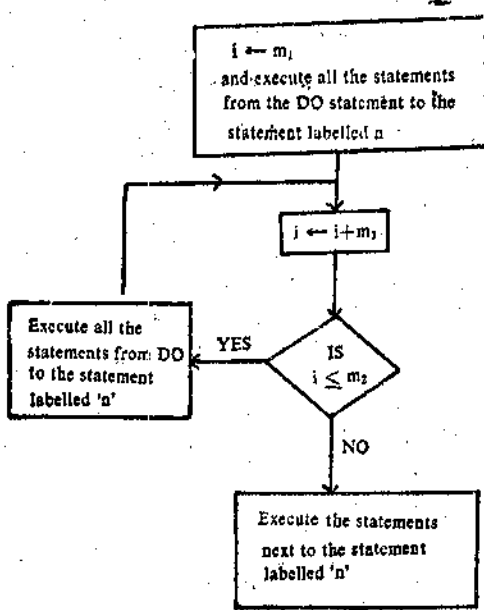 i ← m₁
and execute all the statements
from the DO statement to the
statement labelled n
i ← i+m₃
IS
i ≤ m₂
YES
Execute all the
statements from DO
to the statement
labelled 'n'
NO
Execute the statements
next to the statement
labelled 'n'